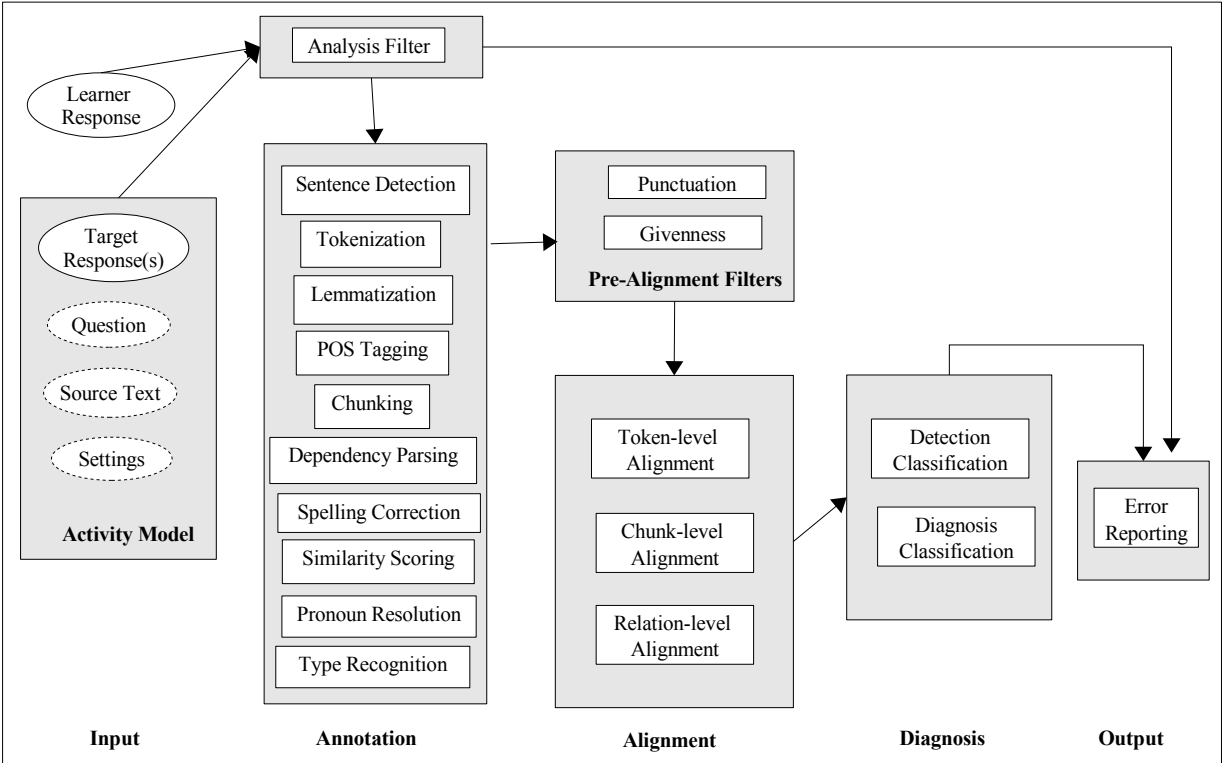 Analysis Filter
Learner
Response
Target
Response(s)
Question
Source Text
Settings
Activity Model
Sentence Detection
Tokenization
Lemmatization
POS Tagging
Chunking
Dependency Parsing
Spelling Correction
Similarity Scoring
Pronoun Resolution
Type Recognition
Punctuation
Givenness
Pre-Alignment Filters
Token-level
Alignment
Chunk-level
Alignment
Relation-level
Alignment
Detection
Classification
Diagnosis
Classification
Error
Reporting
Input
Annotation
Alignment
Diagnosis
Output